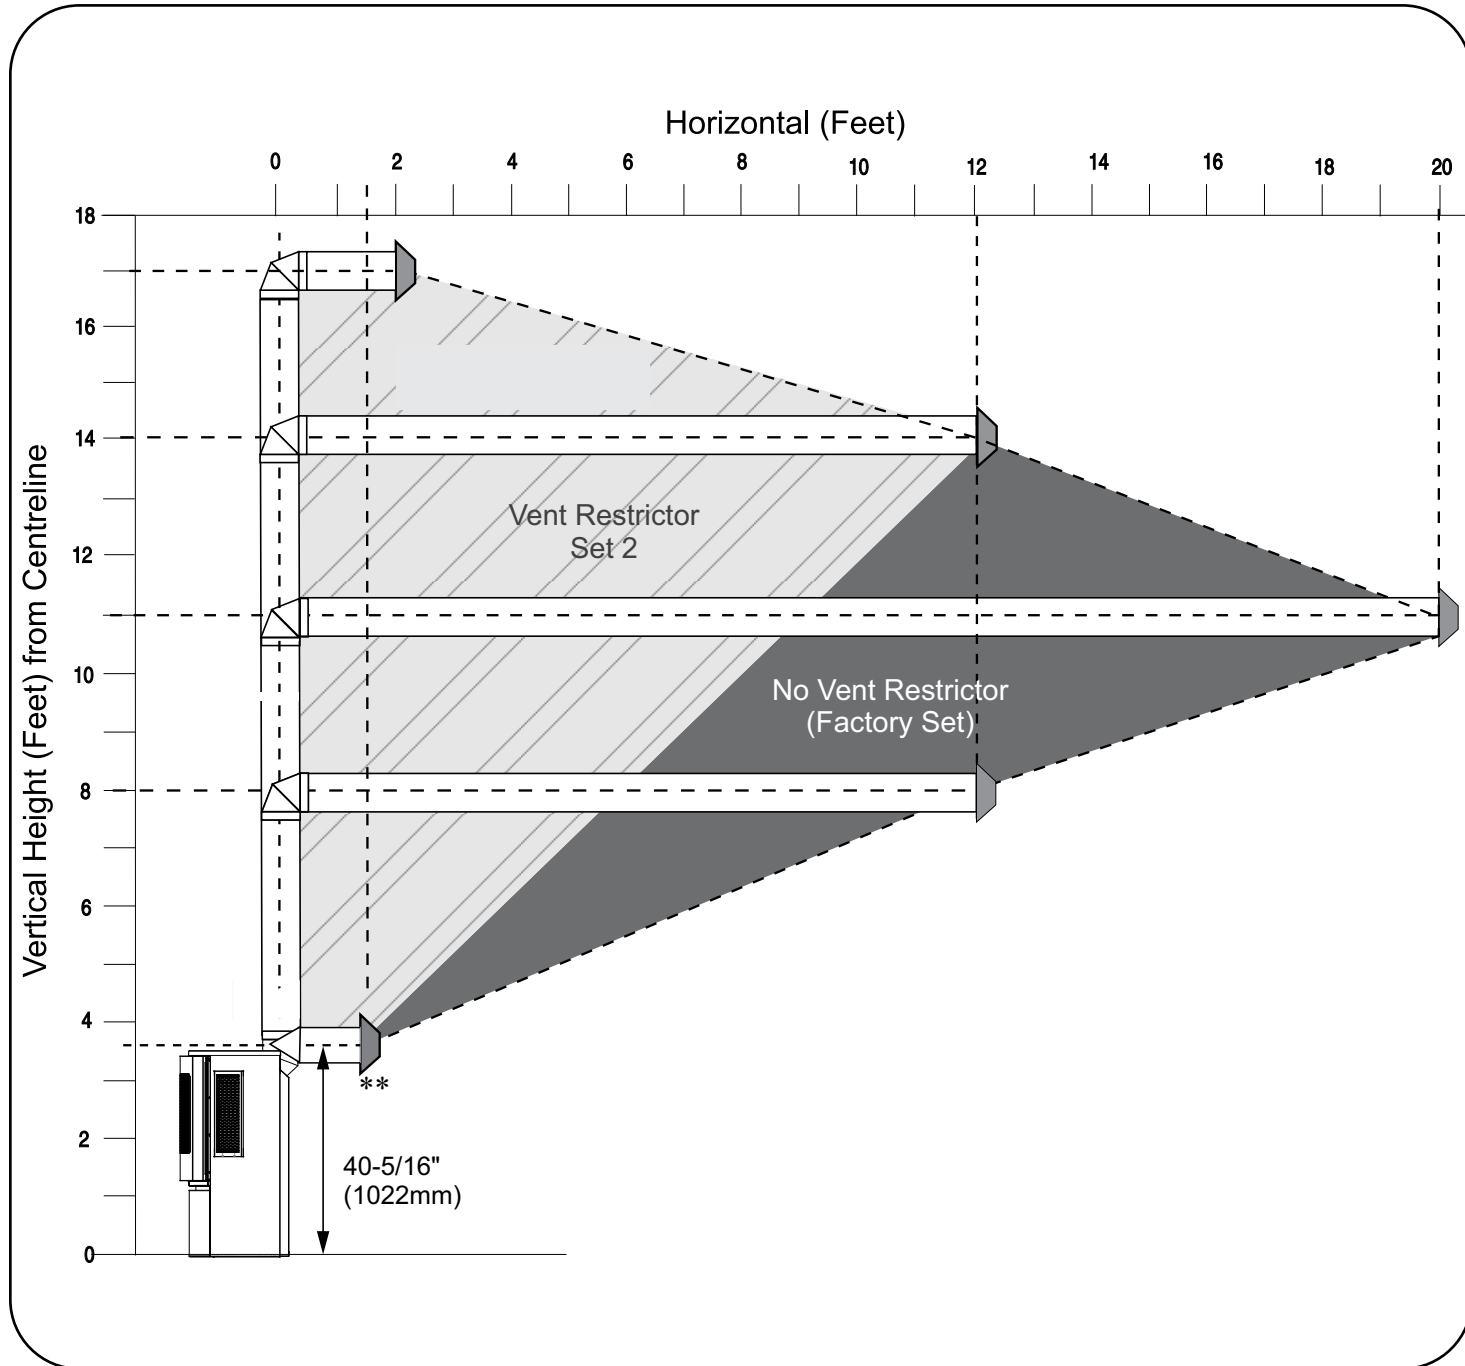 Horizontal (Feet)
0 2 4 6 8 10 12 14 16 18 20
Vertical Height (Feet) from Centreline
18
16
14
12
10
8
6
4
2
0
Vent Restrictor
Set 2
No Vent Restrictor
(Factory Set)
**
40-5/16"
(1022mm)